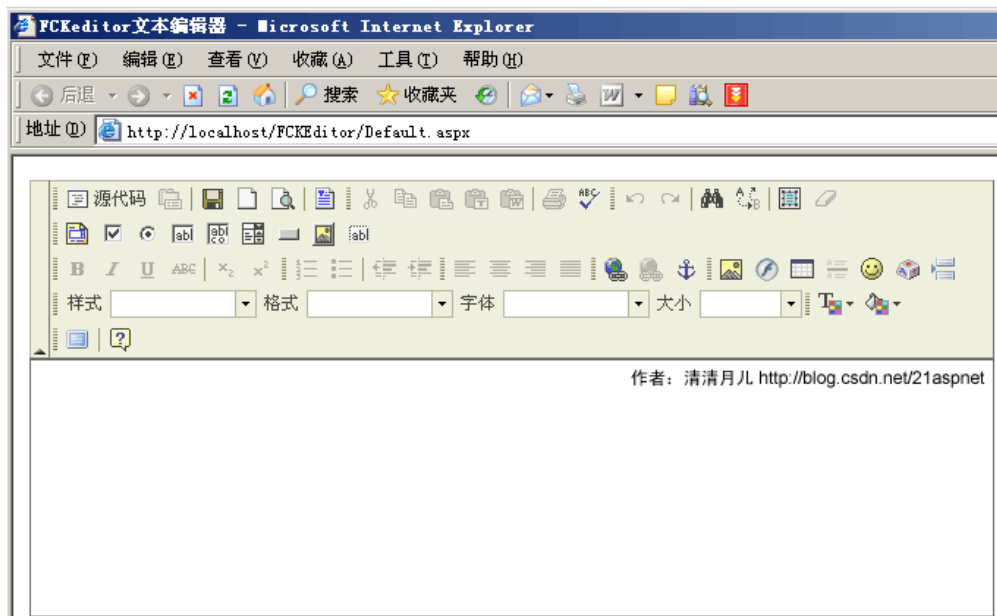 FCKeditor文本编辑器 - Microsoft Internet Explorer
文件(F) 编辑(E) 查看(V) 收藏(A) 工具(T) 帮助(H)
后退 搜索 收藏夹
地址(D) http://localhost/FCKEditor/Default.aspx
源代码
B I U ABC ×₂ ×²
样式 格式 字体 大小
作者：清清月儿 http://blog.csdn.net/21aspnet